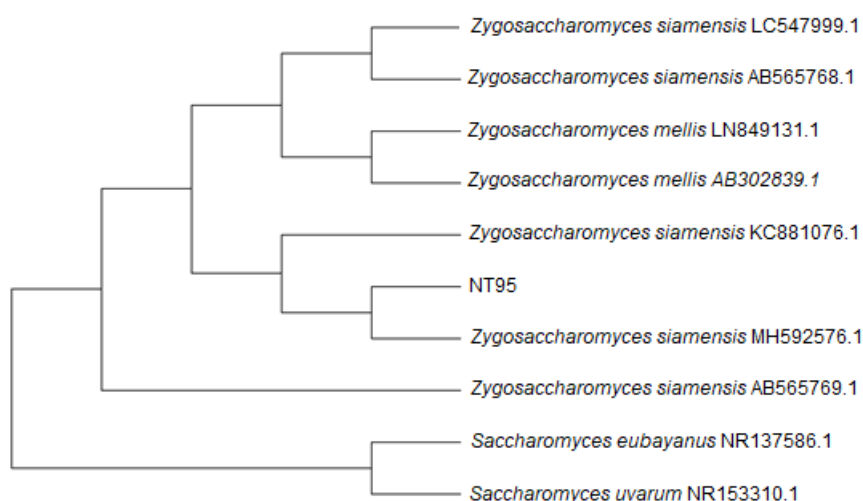 Zygosaccharomyces siamensis LC547999.1
Zygosaccharomyces siamensis AB565768.1
Zygosaccharomyces mellis LN849131.1
Zygosaccharomyces mellis AB302839.1
Zygosaccharomyces siamensis KC881076.1
NT95
Zygosaccharomyces siamensis MH592576.1
Zygosaccharomyces siamensis AB565769.1
Saccharomyces eubayanus NR137586.1
Saccharomyces uvarum NR153310.1